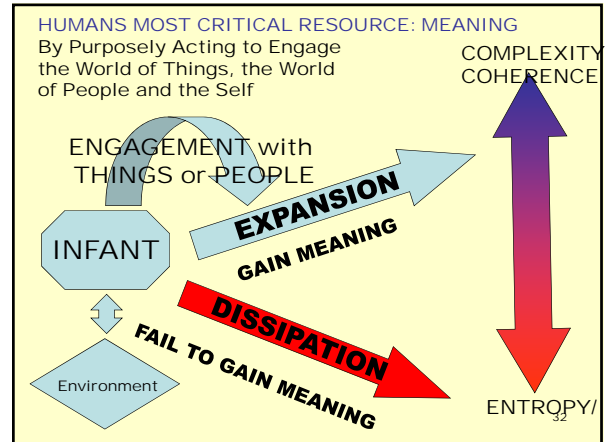 HUMANS MOST CRITICAL RESOURCE: MEANING
By Purposely Acting to Engage
the World of Things, the World
of People and the Self
COMPLEXITY
COHERENCE
ENGAGEMENT with
THINGS or PEOPLE
EXPANSION
GAIN MEANING
INFANT
DISSIPATION
FAIL TO GAIN MEANING
Environment
ENTROPY/
32